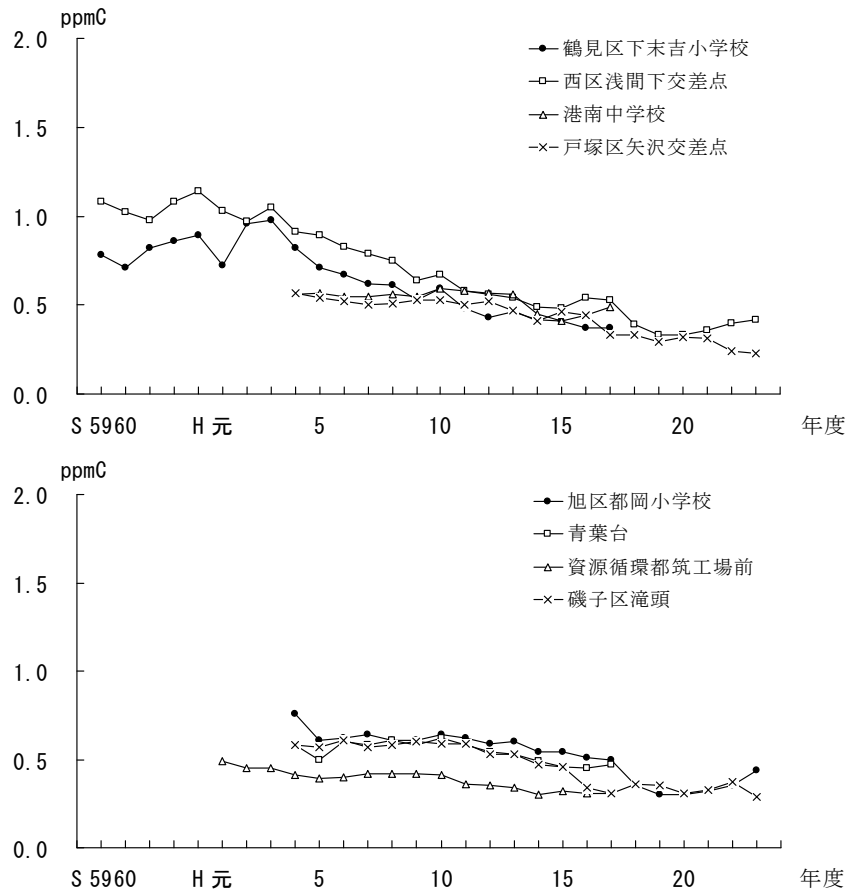 ppmC
2.0
鶴見区下末吉小学校
西区浅間下交差点
1.5
港南中学校
戸塚区矢沢交差点
1.0
0.5
0.0
S 5960 H 元 5 10 15 20 年度
ppmC
2.0
旭区都岡小学校
青葉台
1.5
資源循環都筑工場前
磯子区滝頭
1.0
0.5
0.0
S 5960 H 元 5 10 15 20 年度